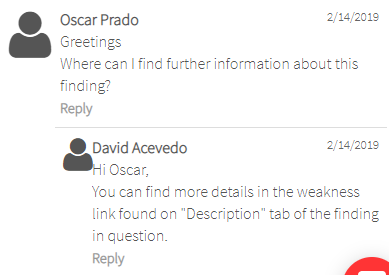 Oscar Prado 2/14/2019
Greetings
Where can I find further information about this
finding?
Reply
David Acevedo 2/14/2019
Hi Oscar,
You can find more details in the weakness
link found on "Description" tab of the finding
in question.
Reply